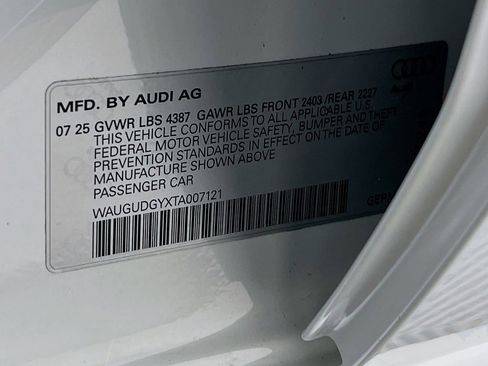 MFD. BY AUDI AG
07 25 GVWR LBS 4387 GAWR LBS FRONT 2403 /REAR 2227
THIS VEHICLE CONFORMS TO ALL APPLICABLE U.S.
FEDERAL MOTOR VEHICLE SAFETY, BUMPER AND THEFT
PREVENTION STANDARDS IN EFFECT ON THE DATE OF
MANUFACTURE SHOWN ABOVE
PASSENGER CAR
WAUGUDGYXTA007121
Audi